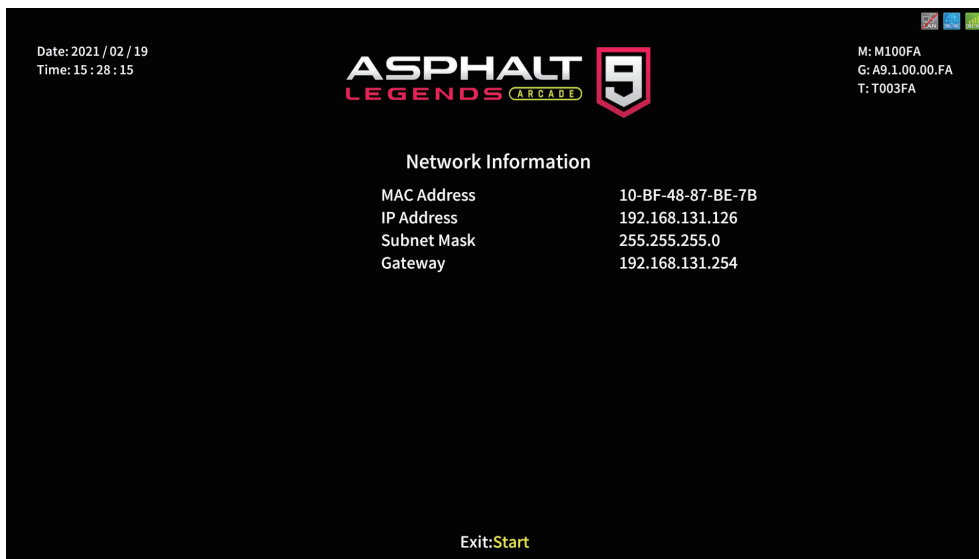 Date: 2021 / 02 / 19
Time: 15 : 28 : 15
ASPHALT 9
LEGENDS ARCADE
M: M100FA
G: A9.1.00.00.FA
T: T003FA
Network Information
MAC Address 10-BF-48-87-BE-7B
IP Address 192.168.131.126
Subnet Mask 255.255.255.0
Gateway 192.168.131.254
Exit:Start